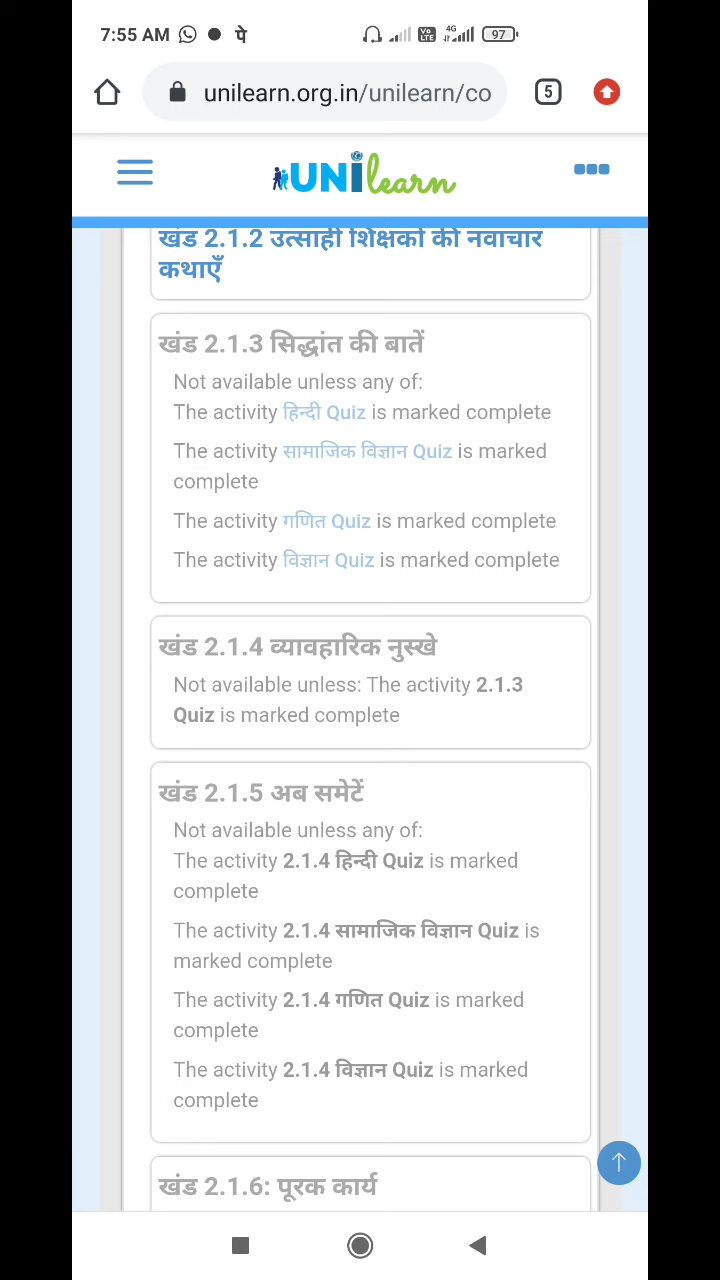 7:55 AM
पे
Vo
LTE
4G
97
unilearn.org.in/unilearn/co
5
UNilearn
खंड 2.1.2 उत्साही शिक्षकों की नवाचार
कथाएँ
खंड 2.1.3 सिद्धांत की बातें
Not available unless any of:
The activity हिन्दी Quiz is marked complete
The activity सामाजिक विज्ञान Quiz is marked
complete
The activity गणित Quiz is marked complete
The activity विज्ञान Quiz is marked complete
खंड 2.1.4 व्यावहारिक नुस्खे
Not available unless: The activity 2.1.3
Quiz is marked complete
खंड 2.1.5 अब समेटें
Not available unless any of:
The activity 2.1.4 हिन्दी Quiz is marked
complete
The activity 2.1.4 सामाजिक विज्ञान Quiz is
marked complete
The activity 2.1.4 गणित Quiz is marked
complete
The activity 2.1.4 विज्ञान Quiz is marked
complete
खंड 2.1.6: पूरक कार्य